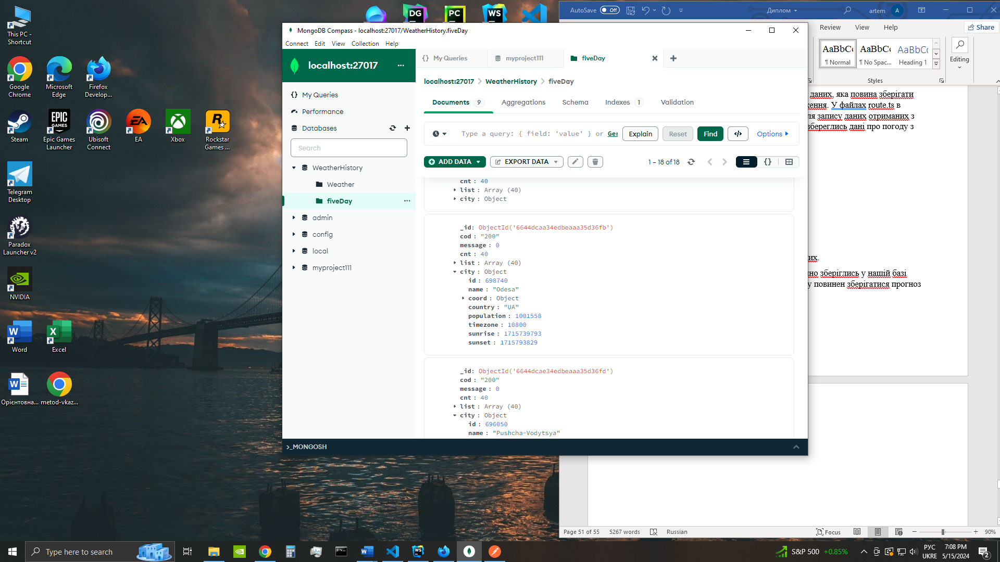 This PC -
Shortcut
Google
Chrome
Microsoft
Edge
Firefox
Develop...
Steam
EPIC
GAMES
Epic Games
Launcher
Ubisoft
Connect
EA
EA
Xbox
Rockstar
Games ...
Telegram
Desktop
Paradox
Launcher v2
NVIDIA
Word
Excel
Орієнтовна...
metod-vkaz...
DG
PC
WS
AutoSave Off
Диплом
artem
A
Review View Help
Share
AaBbCc
AaBbCc
AaBbCc
¶ Normal
¶ No Spac...
Heading 1
Styles
Editing
даних, яка повина зберігати
ення. У файлах route.ts в
ля запису даних отриманих з
збереглись дані про погоду з
их.
но зберіглись у нашій базі
у повинен зберігатися прогноз
Page 51 of 55 5267 words Russian
Focus
90%
MongoDB Compass - localhost:27017/WeatherHistory.fiveDay
Connect Edit View Collection Help
localhost:27017
...
My Queries
myproject111
fiveDay
{} My Queries
Performance
Databases
Search
WeatherHistory
Weather
fiveDay
admin
config
local
myproject111
localhost:27017 > WeatherHistory > fiveDay
Documents 9
Aggregations
Schema
Indexes 1
Validation
Type a query: { field: 'value' } or Ger
Explain
Reset
Find
</>
Options
ADD DATA
EXPORT DATA
1 – 18 of 18
{}
cnt : 40
list : Array (40)
city : Object
_id: ObjectId('6644dcaa34edbeaaa35d36fb')
cod : "200"
message : 0
cnt : 40
list : Array (40)
city : Object
id : 698740
name : "Odesa"
coord : Object
country : "UA"
population : 1001558
timezone : 10800
sunrise : 1715739793
sunset : 1715793829
_id: ObjectId('6644dcae34edbeaaa35d36fd')
cod : "200"
message : 0
cnt : 40
list : Array (40)
city : Object
id : 696050
name : "Pushcha-Vodytsya"
>_MONGOSH
Type here to search
S&P 500 +0.85%
РУС
UKRE
7:08 PM
5/15/2024
2